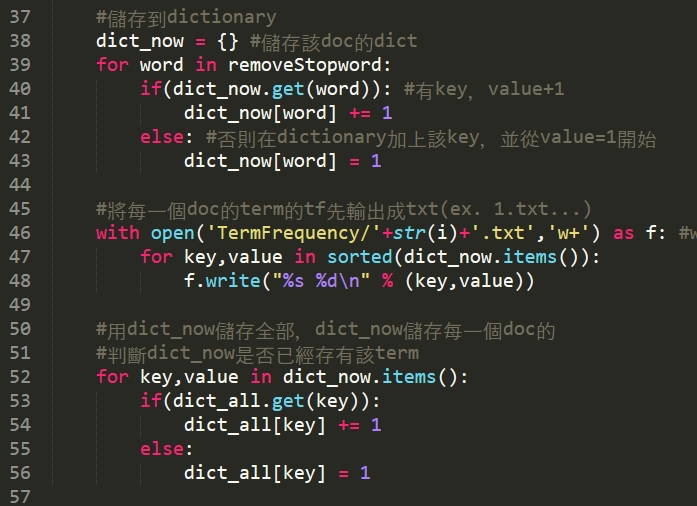 37 #儲存到dictionary
38 dict_now = {} #儲存該doc的dict
39 for word in removeStopword:
40 if(dict_now.get(word)): #有key, value+1
41 dict_now[word] += 1
42 else: #否則在dictionary加上該key, 並從value=1開始
43 dict_now[word] = 1
44
45 #將每一個doc的term的tf先輸出成txt(ex. 1.txt...)
46 with open('TermFrequency/'+str(i)+'.txt','w+') as f: #w
47 for key,value in sorted(dict_now.items()):
48 f.write("%s %d\n" % (key,value))
49
50 #用dict_now儲存全部, dict_now儲存每一個doc的
51 #判斷dict_now是否已經存有該term
52 for key,value in dict_now.items():
53 if(dict_all.get(key)):
54 dict_all[key] += 1
55 else:
56 dict_all[key] = 1
57